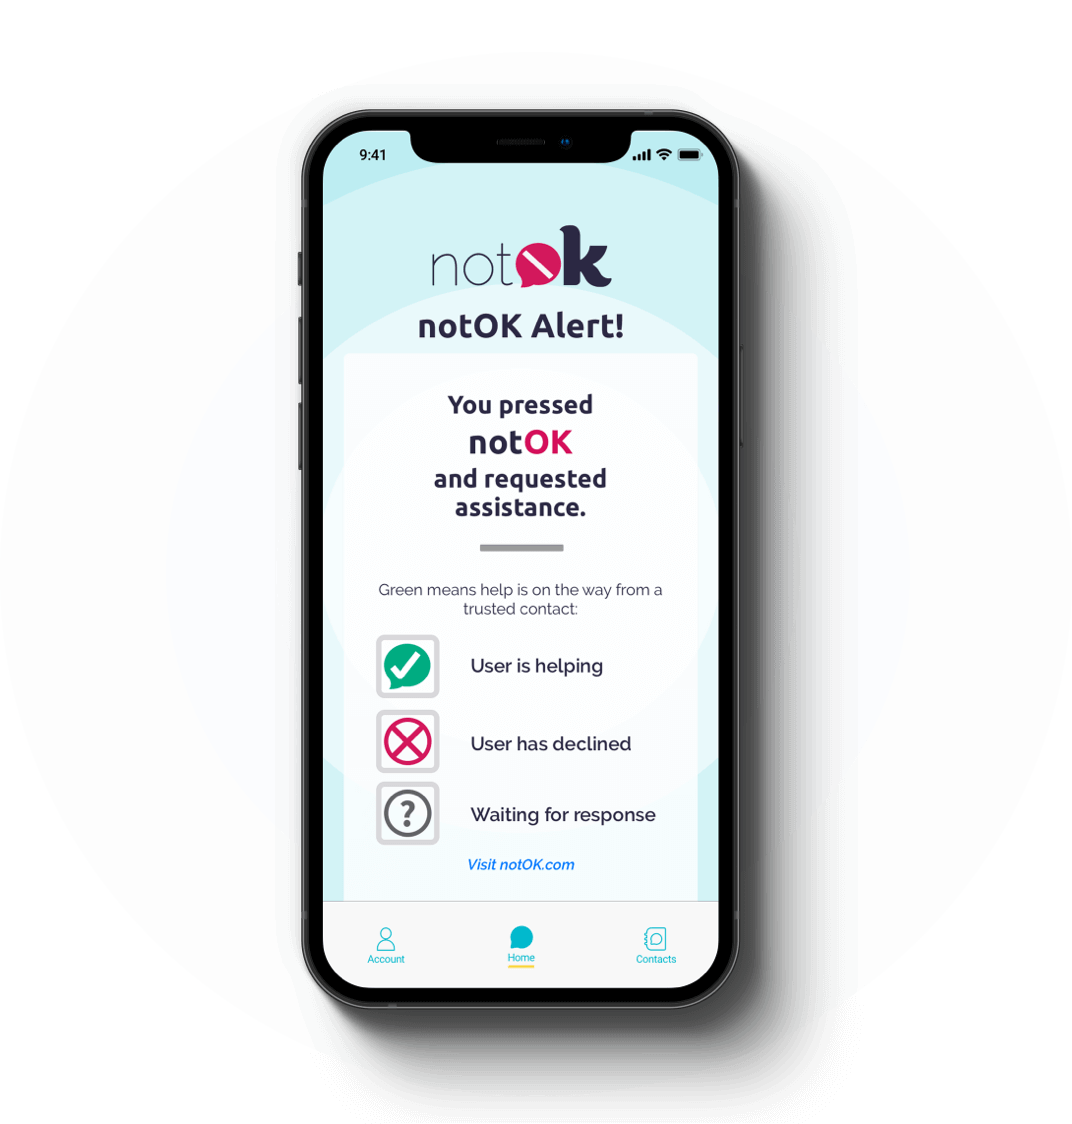 9:41
notOk
notOK Alert!
You pressed
notOK
and requested
assistance.
Green means help is on the way from a
trusted contact:
User is helping
User has declined
?
Waiting for response
Visit notOK.com
Account
Home
Contacts